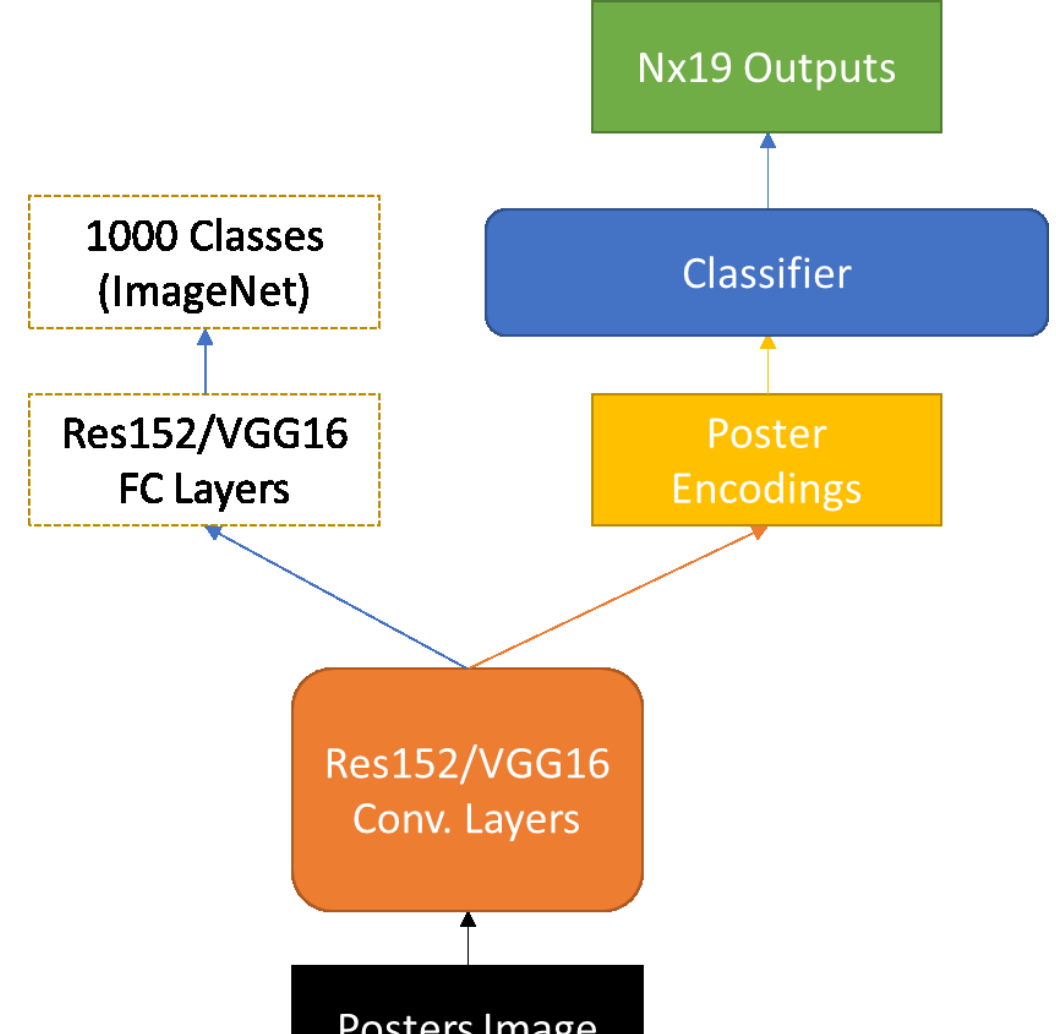 Nx19 Outputs
1000 Classes
(ImageNet)
Classifier
Res152/VGG16
FC Layers
Poster
Encodings
Res152/VGG16
Conv. Layers
Posters Image